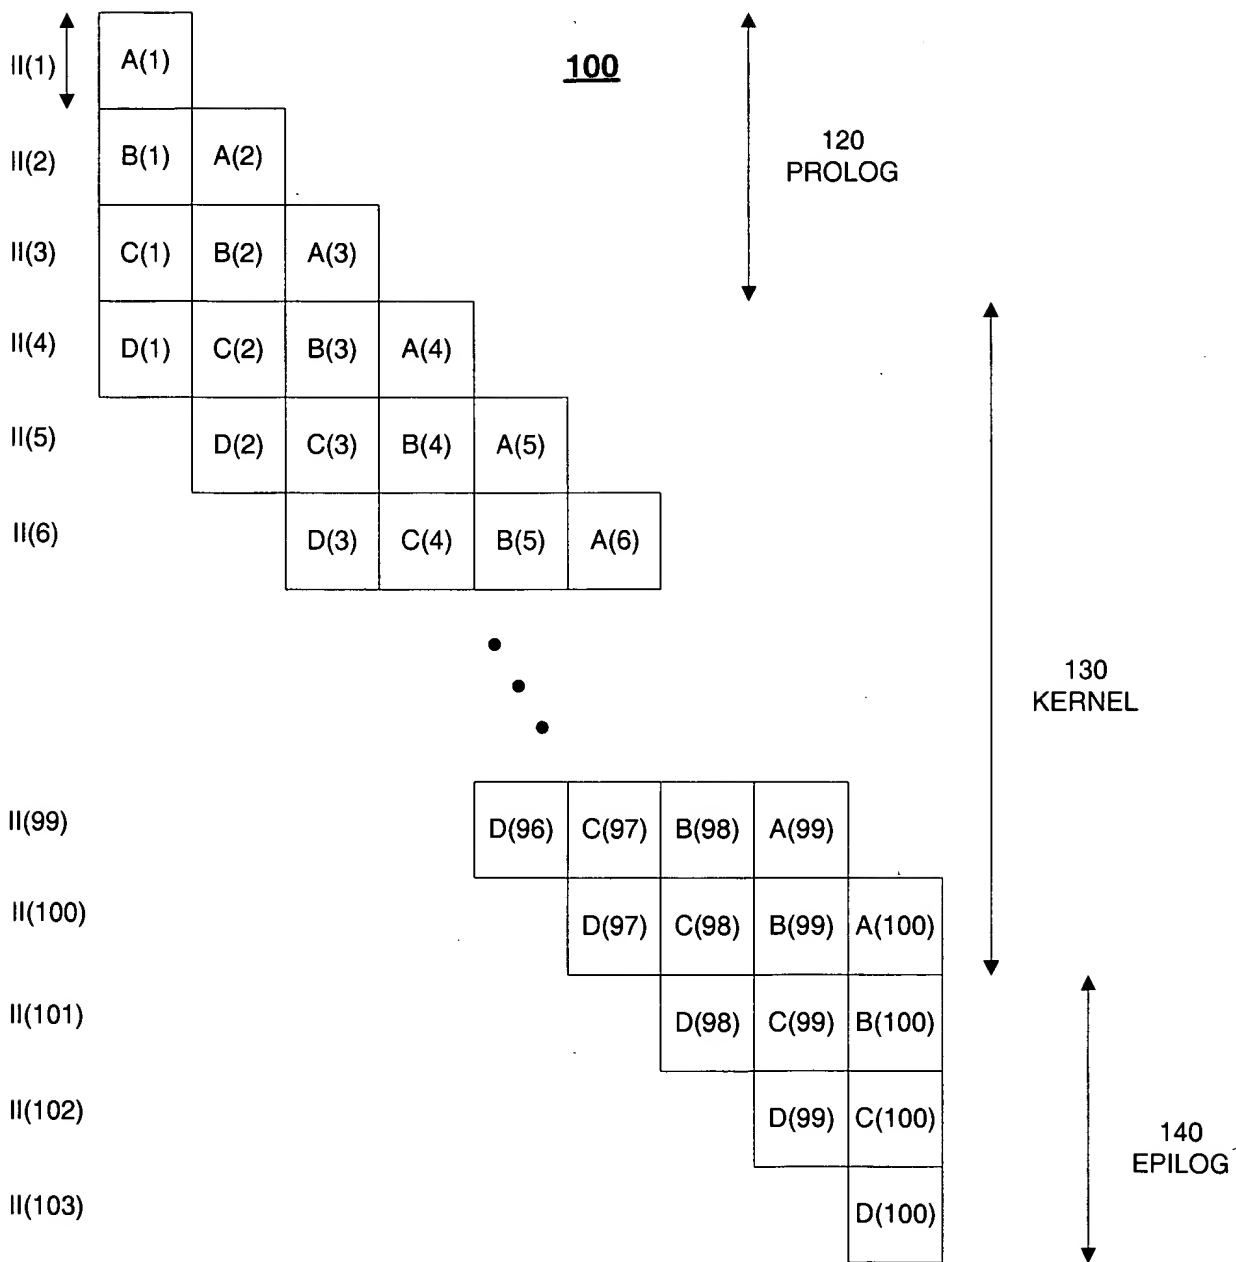 100
II(1) A(1)
120
PROLOG
II(2) B(1) A(2)
II(3) C(1) B(2) A(3)
II(4) D(1) C(2) B(3) A(4)
II(5) D(2) C(3) B(4) A(5)
II(6) D(3) C(4) B(5) A(6)
130
KERNEL
II(99) D(96) C(97) B(98) A(99)
II(100) D(97) C(98) B(99) A(100)
II(101) D(98) C(99) B(100)
II(102) D(99) C(100)
140
EPILOG
II(103) D(100)